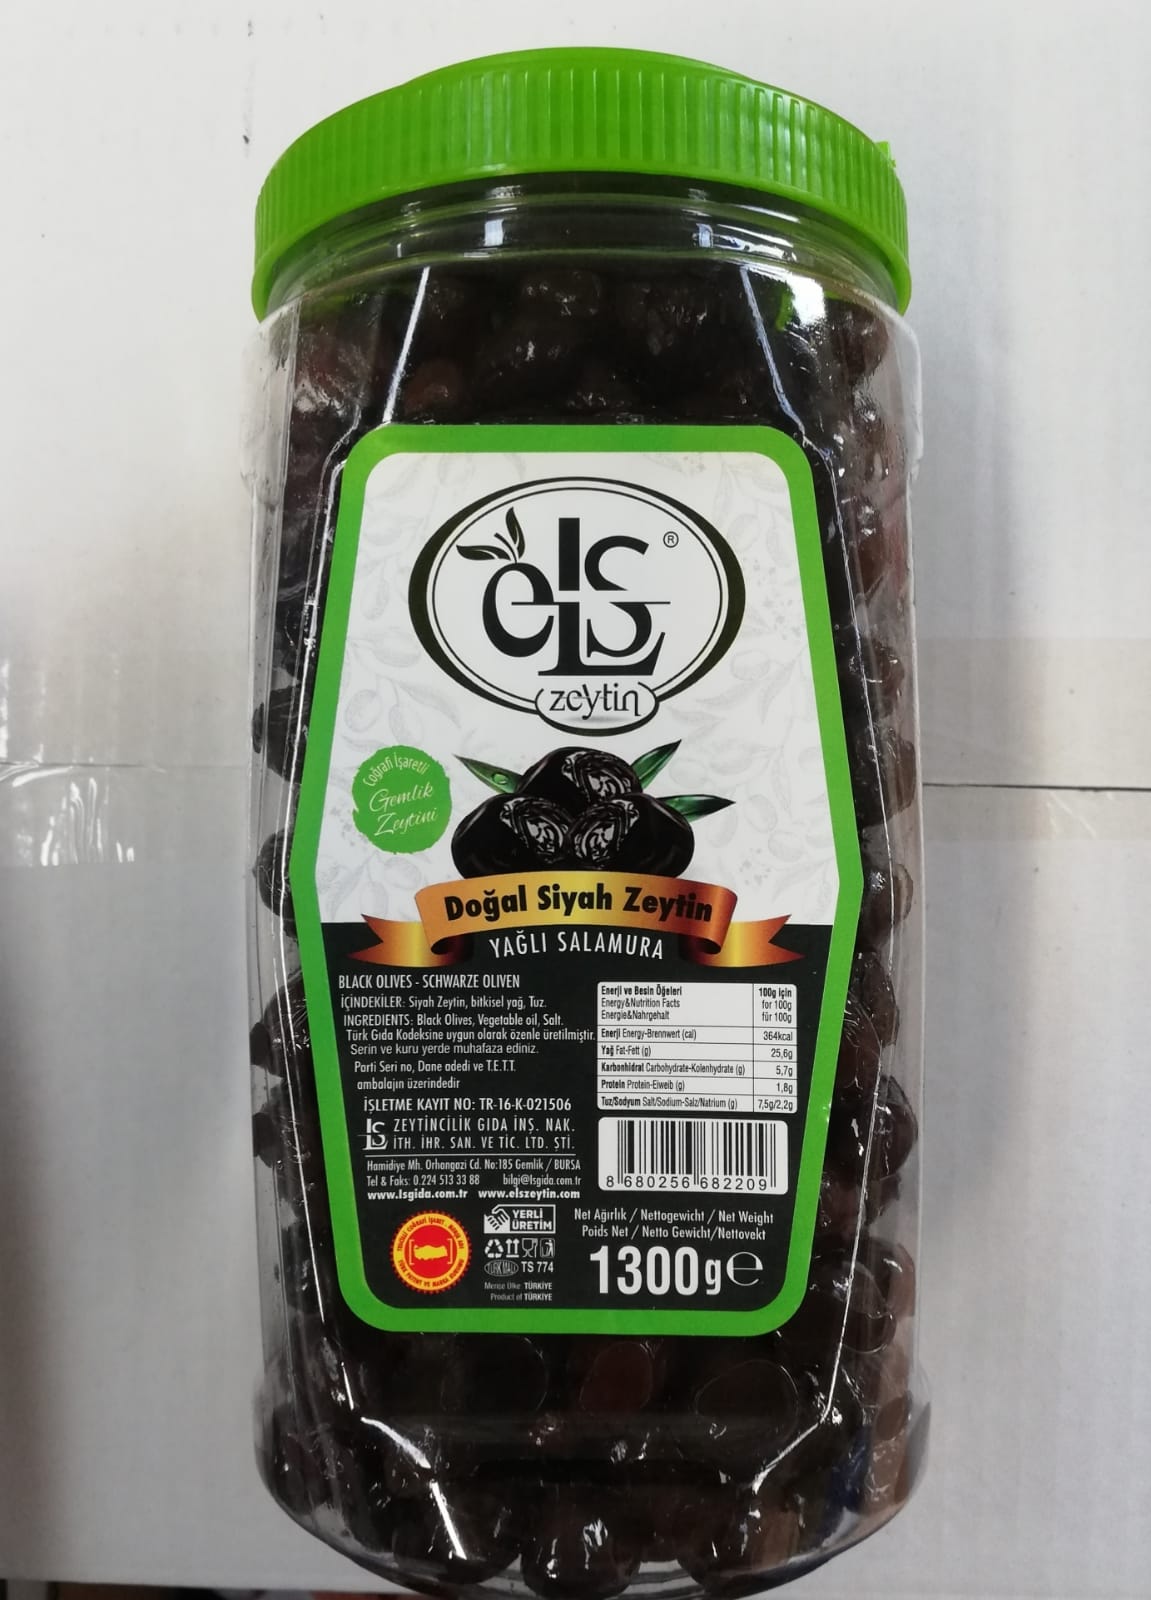 eLS ®
zeytin
Coğrafi İşaretli
Gemlik
Zeytini
Doğal Siyah Zeytin
YAĞLI SALAMURA
BLACK OLIVES - SCHWARZE OLIVEN
İÇİNDEKİLER: Siyah Zeytin, bitkisel yağ, Tuz.
INGREDIENTS: Black Olives, Vegetable oil, Salt.
Türk Gıda Kodeksine uygun olarak özenle üretilmiştir.
Serin ve kuru yerde muhafaza ediniz.
Parti Seri no, Dane adedi ve T.E.T.T.
ambalajın üzerindedir
İŞLETME KAYIT NO: TR-16-K-021506
LS ZEYTİNCİLİK GIDA İNŞ. NAK.
İTH. İHR. SAN. VE TİC. LTD. ŞTİ.
Hamidiye Mh. Orhangazi Cd. No:185 Gemlik / BURSA
Tel & Faks: 0.224 513 33 88 bilgi@lsgida.com.tr
www.lsgida.com.tr www.elszeytin.com
Enerji ve Besin Öğeleri 100g için
Energy&Nutrition Facts for 100g
Energie&Nahrgehalt für 100g
Enerji Energy-Brennwert (cal) 364kcal
Yağ Fat-Fett (g) 25,6g
Karbonhidrat Carbohydrate-Kolenhydrate (g) 5,7g
Protein Protein-Eiweib (g) 1,8g
Tuz/Sodyum Salt/Sodium-Salz/Natrium (g) 7,5g/2,2g
8 680256 682209
YERLİ
ÜRETİM
TÜRK MALI TS 774
Menşe Ülke TÜRKİYE
Product of TÜRKİYE
Net Ağırlık / Nettogewicht / Net Weight
Poids Net / Netto Gewicht/Nettovekt
1300g e